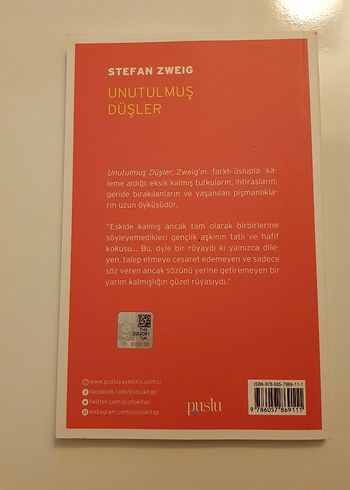 STEFAN ZWEIG
UNUTULMUŞ
DÜŞLER
Unutulmuş Düşler, Zweig'ın farklı üslupla ka-
leme aldığı; eksik kalmış tutkuların, ihtirasların,
geride bırakılanların ve yaşanılan pişmanlıkla-
rın uzun öyküsüdür.
"Eskide kalmış ancak tam olarak birbirlerine
söyleyemedikleri gençlik aşkının tatlı ve hafif
kokusu... Bu, öyle bir rüyaydı ki yalnızca dile-
yen, talep etmeye cesaret edemeyen ve sadece
söz veren ancak sözünü yerine getiremeyen bir
yarım kalmışlığın güzel rüyasıydı."
www.pusluyayincilik.com.tr
facebook.com/puslukitap
twitter.com/puslukitap
instagram.com/puslukitap
puslu
ISBN-978-605-7869-11-1
9 786057 869111